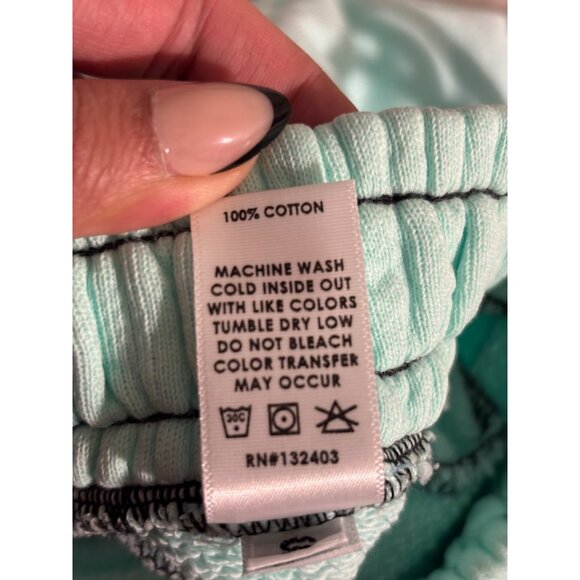 100% COTTON
MACHINE WASH
COLD INSIDE OUT
WITH LIKE COLORS
TUMBLE DRY LOW
DO NOT BLEACH
COLOR TRANSFER
MAY OCCUR
30C
RN#132403